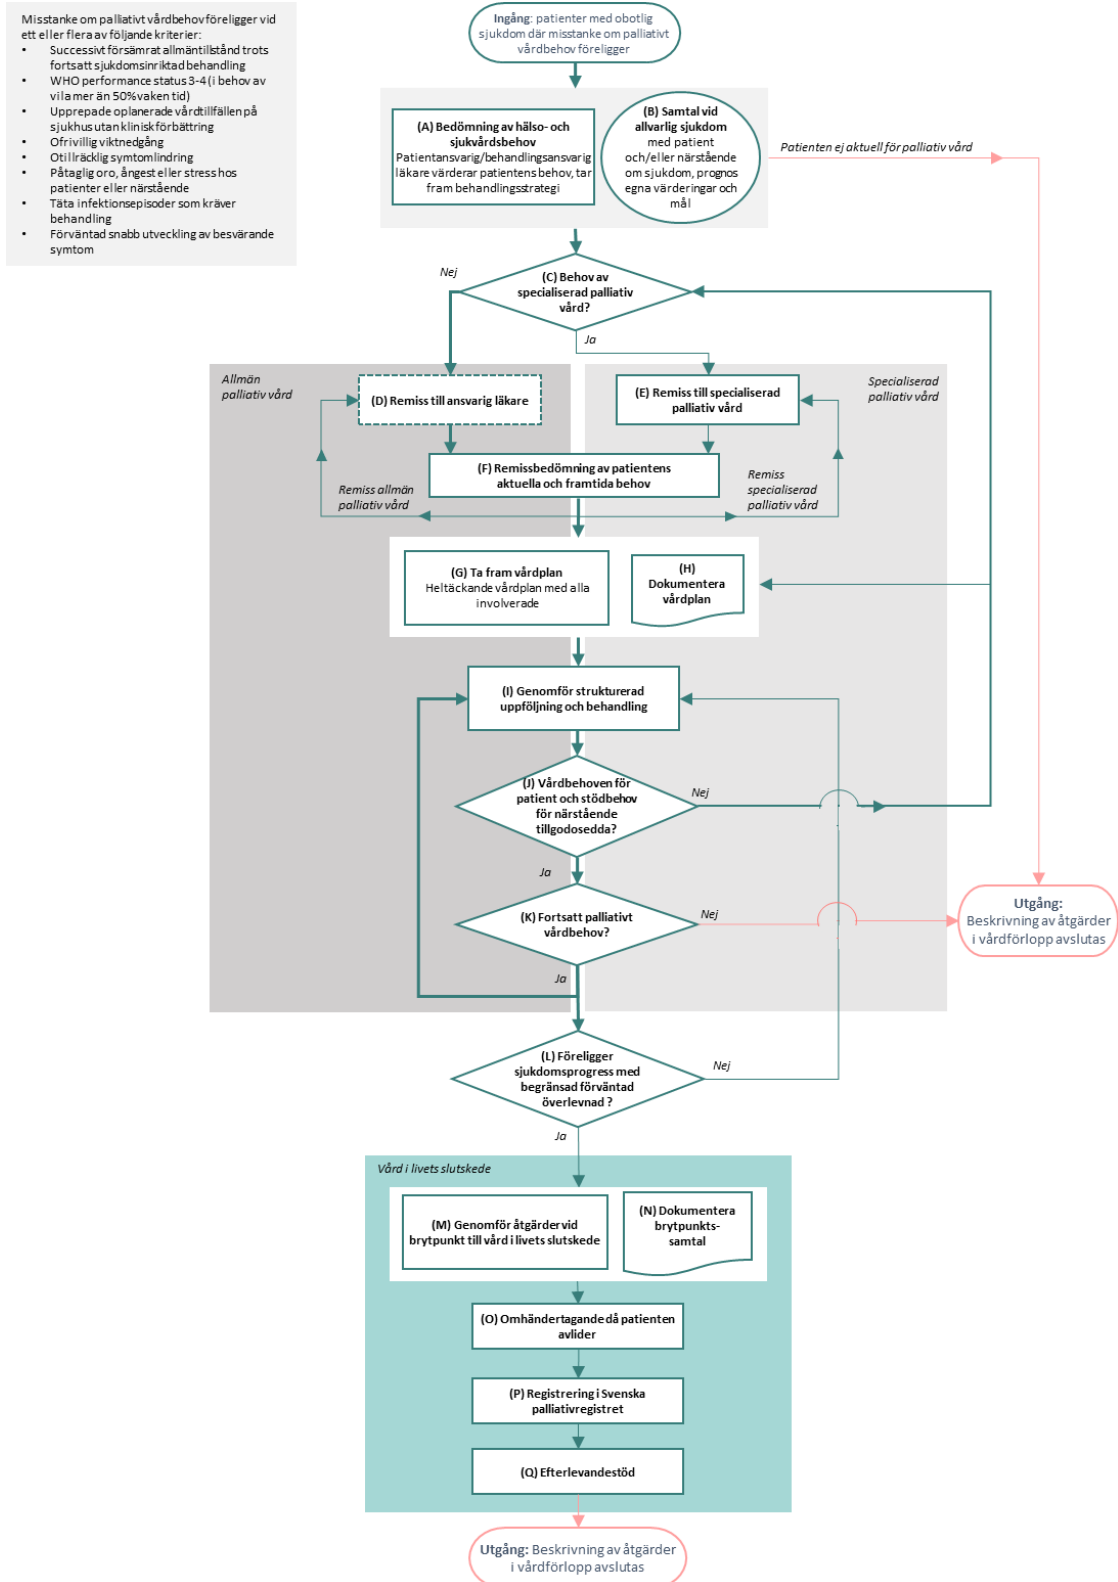 Misstanke om palliativt vårdbehov föreligger vid
ett eller flera av följande kriterier:
• Successivt försämrat allmäntillstånd trots
fortsatt sjukdomsinriktad behandling
• WHO performance status 3-4 (i behov av
vila mer än 50% vaken tid)
• Upprepade oplanerade vårdtillfällen på
sjukhus utan klinisk förbättring
• Ofrivillig viktnedgång
• Otillräcklig symtomlindring
• Påtaglig oro, ångest eller stress hos
patienter eller närstående
• Täta infektionsepisoder som kräver
behandling
• Förväntad snabb utveckling av besvärande
symtom
Ingång: patienter med obotlig
sjukdom där misstanke om palliativt
vårdbehov föreligger
(A) Bedömning av hälso- och
sjukvårdsbehov
Patientansvarig/behandlingsansvarig
läkare värderar patientens behov, tar
fram behandlingsstrategi
(B) Samtal vid
allvarlig sjukdom
med patient
och/eller närstående
om sjukdom, prognos
egna värderingar och
mål
Patienten ej aktuell för palliativ vård
(C) Behov av
specialiserad palliativ
vård?
Nej
Ja
Allmän
palliativ vård
Specialiserad
palliativ vård
(D) Remiss till ansvarig läkare
(E) Remiss till specialiserad
palliativ vård
(F) Remissbedömning av patientens
aktuella och framtida behov
Remiss allmän
palliativ vård
Remiss
specialiserad
palliativ vård
(G) Ta fram vårdplan
Heltäckande vårdplan med alla
involverade
(H)
Dokumentera
vårdplan
(I) Genomför strukturerad
uppföljning och behandling
(J) Vårdbehoven för
patient och stödbehov
för närstående
tillgodosedda?
Nej
Ja
(K) Fortsatt palliativt
vårdbehov?
Nej
Ja
Utgång:
Beskrivning av åtgärder
i vårdförlopp avslutas
(L) Föreligger
sjukdomsprogress med
begränsad förväntad
överlevnad ?
Nej
Ja
Vård i livets slutskede
(M) Genomför åtgärder vid
brytpunkt till vård i livets slutskede
(N) Dokumentera
brytpunkts-
samtal
(O) Omhändertagande då patienten
avlider
(P) Registrering i Svenska
palliativregistret
(Q) Efterlevandestöd
Utgång: Beskrivning av åtgärder
i vårdförlopp avslutas